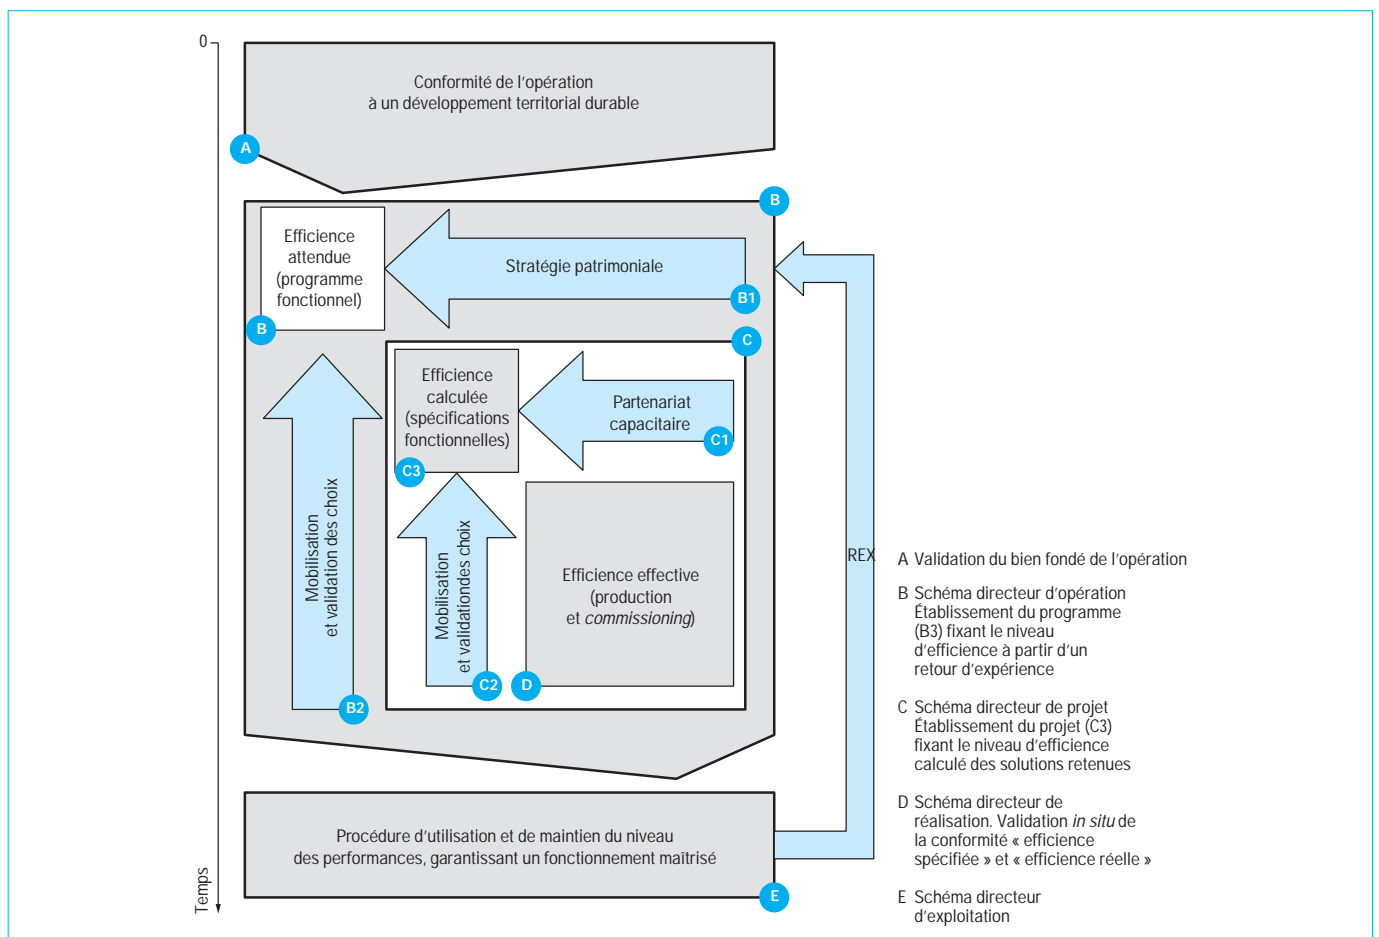 0
Conformité de l'opération
à un développement territorial durable
A
B
Efficience
attendue
(programme
fonctionnel)
B
Stratégie patrimoniale
B1
C
Efficience
calculée
(spécifications
fonctionnelles)
C3
Partenariat
capacitaire
C1
Mobilisation
et validation des choix
B2
Mobilisation
et validationdes choix
C2
Efficience effective
(production
et commissioning)
D
REX
Procédure d'utilisation et de maintien du niveau
des performances, garantissant un fonctionnement maîtrisé
E
Temps
A Validation du bien fondé de l'opération
B Schéma directeur d'opération
Établissement du programme
(B3) fixant le niveau
d'efficience à partir d'un
retour d'expérience
C Schéma directeur de projet
Établissement du projet (C3)
fixant le niveau d'efficience
calculé des solutions retenues
D Schéma directeur de
réalisation. Validation in situ de
la conformité « efficience
spécifiée » et « efficience réelle »
E Schéma directeur
d'exploitation